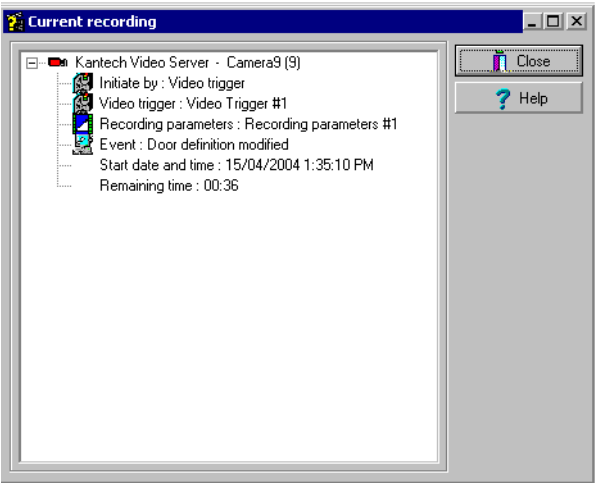 Current recording
Kantech Video Server - Camera9 (9)
Initiate by : Video trigger
Video trigger : Video Trigger #1
Recording parameters : Recording parameters #1
Event : Door definition modified
Start date and time : 15/04/2004 1:35:10 PM
Remaining time : 00:36
Close
Help